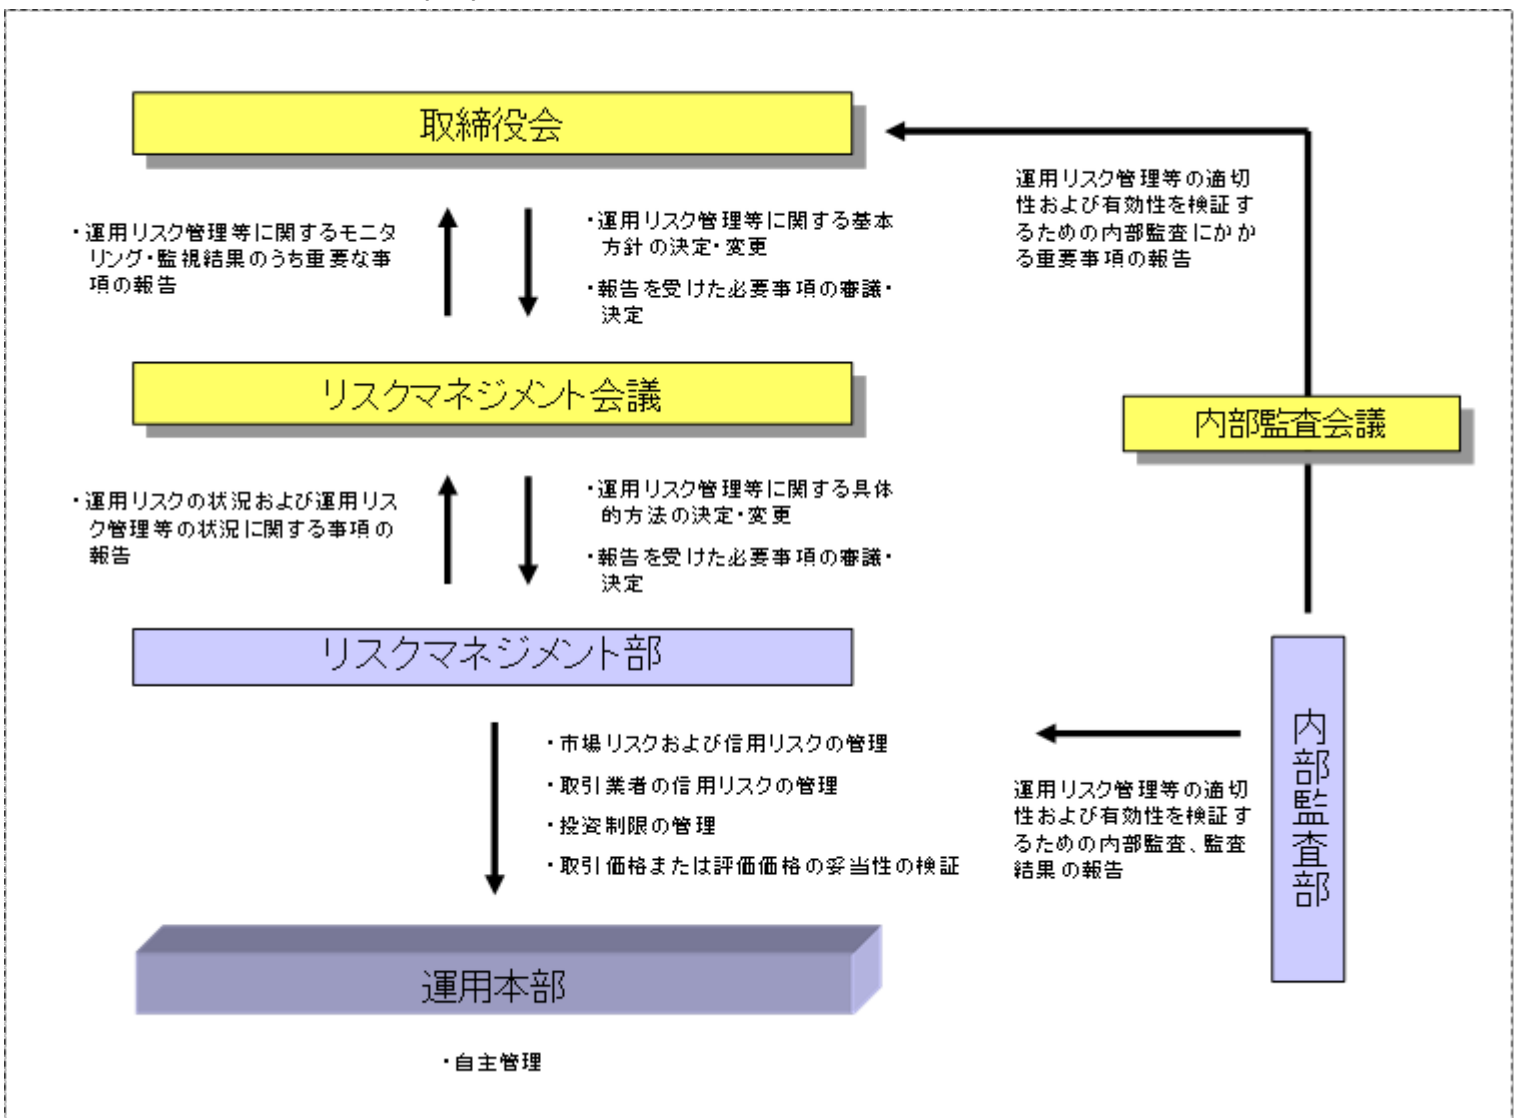 取締役会
・運用リスク管理等に関するモニタ
リング・監視結果のうち重要な事
項の報告
・運用リスク管理等に関する基本
方針の決定・変更
・報告を受けた必要事項の審議・
決定
運用リスク管理等の適切
性および有効性を検証す
るための内部監査にかか
る重要事項の報告
リスクマネジメント会議
内部監査会議
・運用リスクの状況および運用リス
ク管理等の状況に関する事項の
報告
・運用リスク管理等に関する具体
的方法の決定・変更
・報告を受けた必要事項の審議・
決定
リスクマネジメント部
・市場リスクおよび信用リスクの管理
・取引業者の信用リスクの管理
・投資制限の管理
・取引価格または評価価格の妥当性の検証
運用リスク管理等の適切
性および有効性を検証す
るための内部監査、監査
結果の報告
内部監査部
運用本部
・自主管理